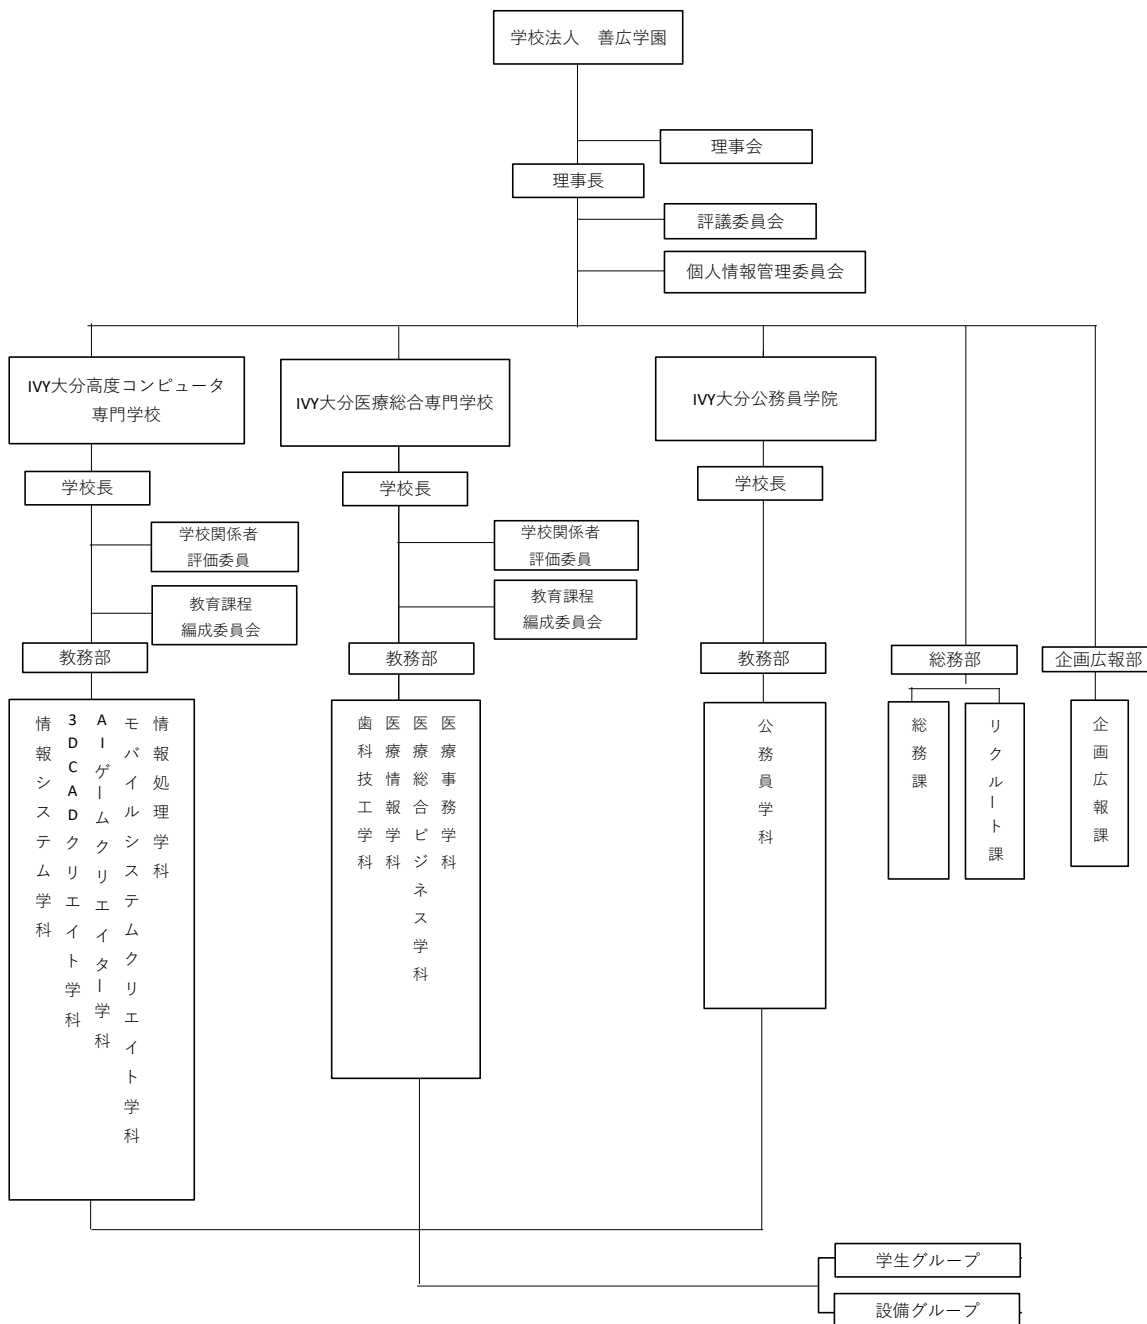 学校法人　善広学園
理事会
理事長
評議委員会
個人情報管理委員会
IVY大分高度コンピュータ
専門学校
IVY大分医療総合専門学校
IVY大分公務員学院
学校長
学校長
学校長
学校関係者
評価委員
教育課程
編成委員会
学校関係者
評価委員
教育課程
編成委員会
教務部
教務部
教務部
総務部
企画広報部
情報処理学科
モバイルシステムクリエイト学科
AIゲームクリエイター学科
3DCADクリエイト学科
情報システム学科
医療事務学科
医療総合ビジネス学科
医療情報学科
歯科技工学科
公務員学科
総務課
リクルート課
企画広報課
学生グループ
設備グループ